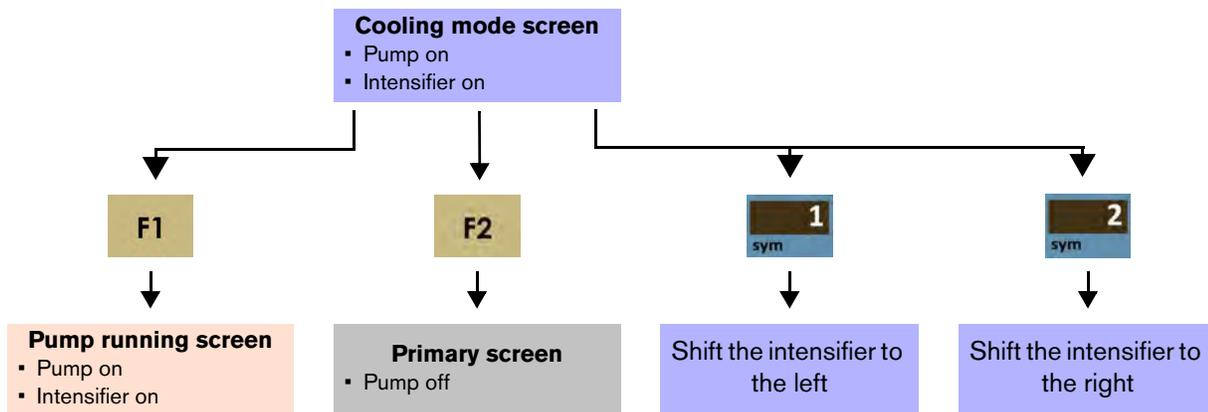 Cooling mode screen
▪ Pump on
▪ Intensifier on
F1
F2
1
sym
2
sym
Pump running screen
▪ Pump on
▪ Intensifier on
Primary screen
▪ Pump off
Shift the intensifier to
the left
Shift the intensifier to
the right